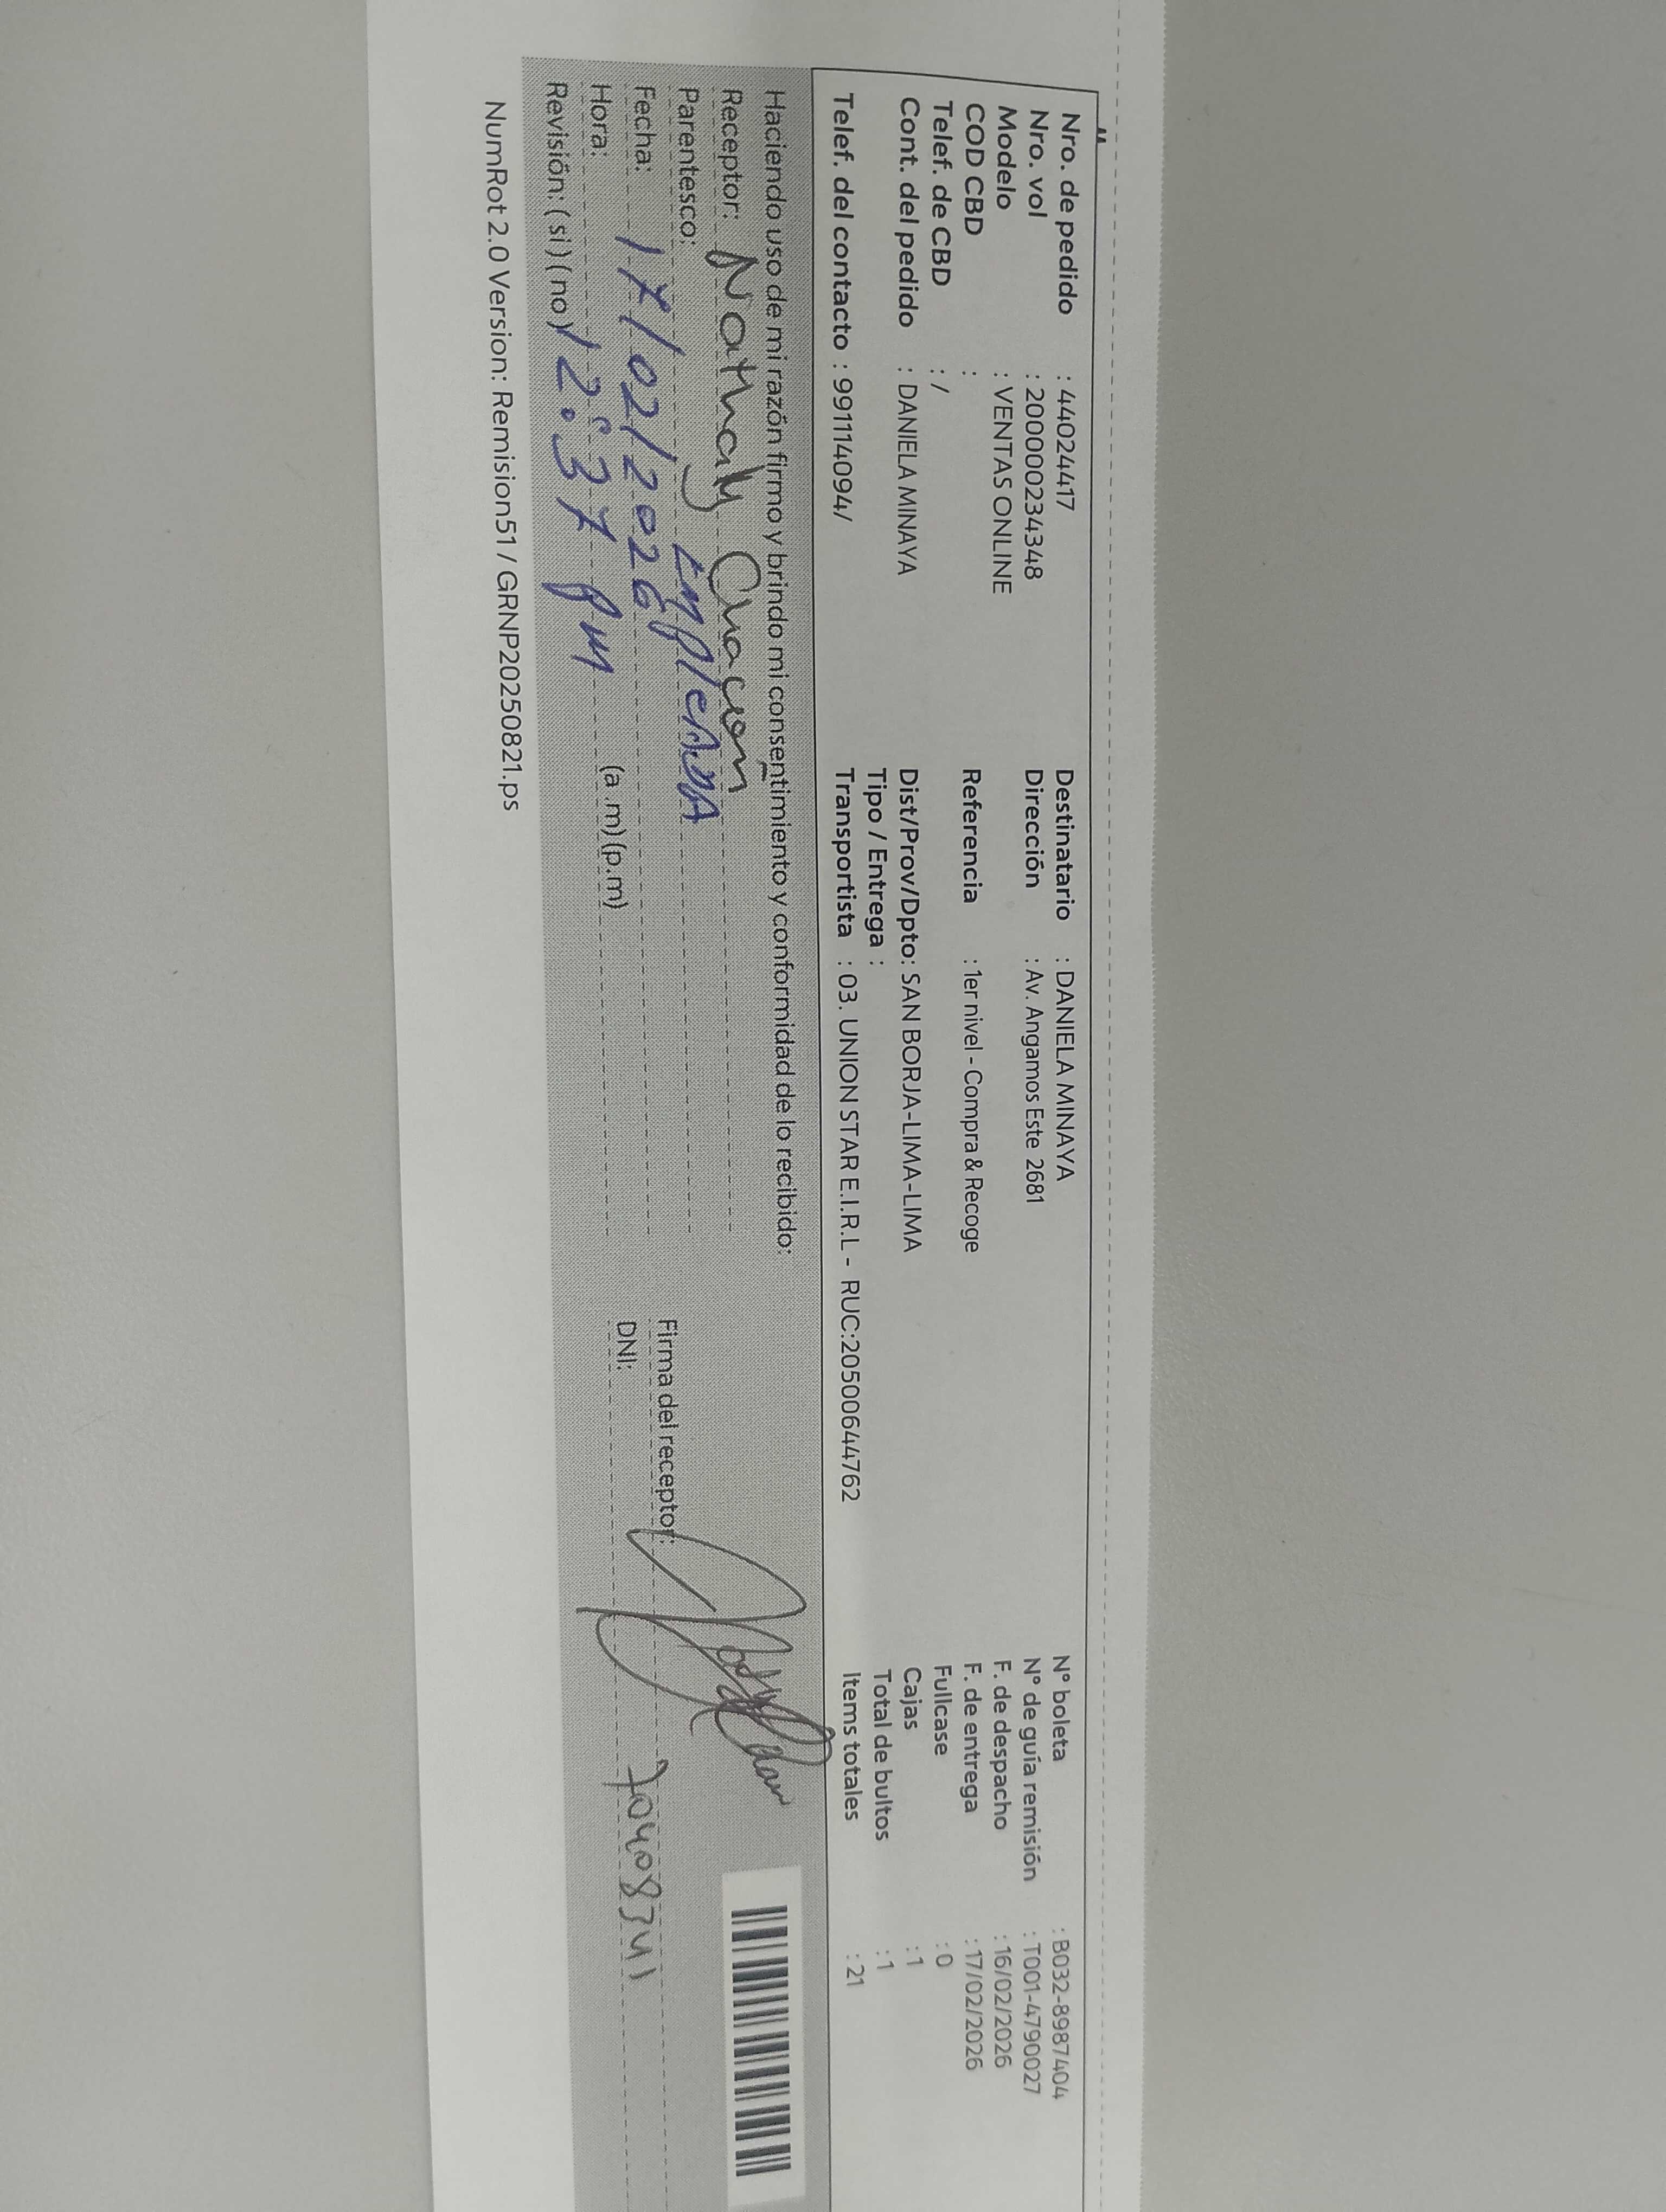 Nro. de pedido : 44024417
Nro. vol : 200000234348
Modelo : VENTAS ONLINE
COD CBD :
Telef. de CBD : /
Cont. del pedido : DANIELA MINAYA
Telef. del contacto : 991114094/
Destinatario : DANIELA MINAYA
Dirección : Av. Angamos Este 2681
Referencia : 1er nivel - Compra & Recoge
Dist/Prov/Dpto: SAN BORJA-LIMA-LIMA
Tipo / Entrega :
Transportista : 03. UNION STAR E.I.R.L - RUC:20500644762
N° boleta : B032-8987404
N° de guía remisión : T001-4790027
F. de despacho : 16/02/2026
F. de entrega : 17/02/2026
Fullcase : 0
Cajas : 1
Total de bultos : 1
Items totales : 21
Haciendo uso de mi razón firmo y brindo mi consentimiento y conformidad de lo recibido:
Receptor: Nathaly Chacon
Parentesco: EmplEADA
Fecha: 17/02/2026
Hora: 12:37 pm (a .m) (p.m)
Revisión: ( si ) ( no )
Firma del receptor:
DNI: 70408341
NumRot 2.0 Version: Remision51 / GRNP20250821.ps